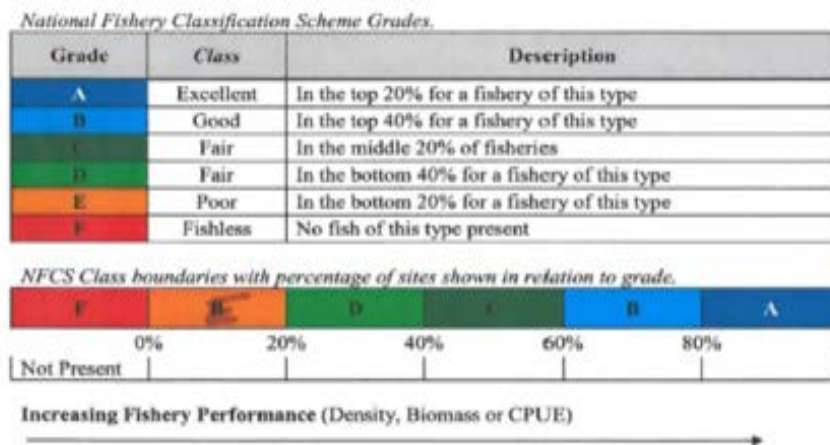 National Fishery Classification Scheme Grades.
Grade Class Description
A Excellent In the top 20% for a fishery of this type
B Good In the top 40% for a fishery of this type
C Fair In the middle 20% of fisheries
D Fair In the bottom 40% for a fishery of this type
E Poor In the bottom 20% for a fishery of this type
F Fishless No fish of this type present
NFCS Class boundaries with percentage of sites shown in relation to grade.
F E D C B A
0% 20% 40% 60% 80%
Not Present
Increasing Fishery Performance (Density, Biomass or CPUE)